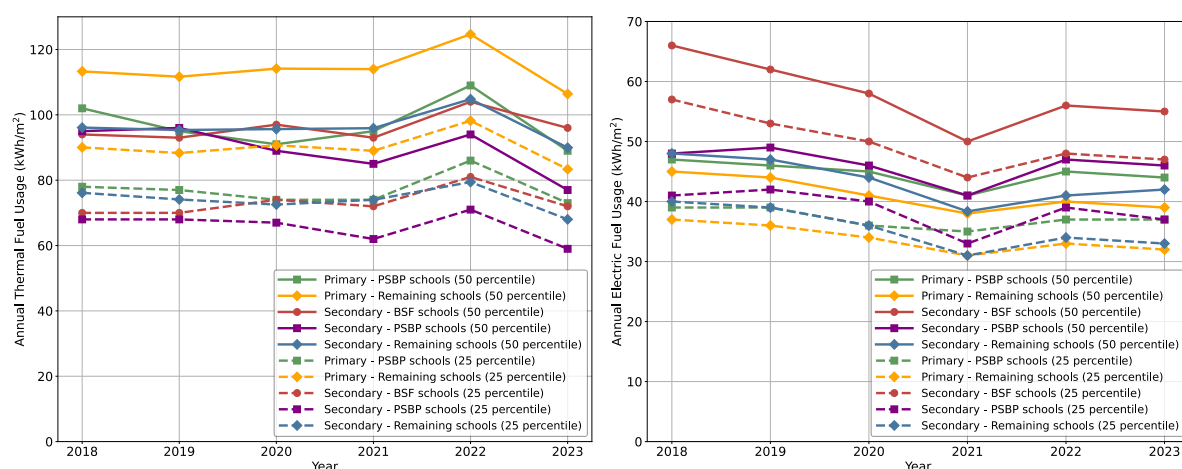 Annual Thermal Fuel Usage (kWh/m²)
120
100
80
60
40
20
0
2018 2019 2020 2021 2022 2023
Year
Primary - PSBP schools (50 percentile)
Primary - Remaining schools (50 percentile)
Secondary - BSF schools (50 percentile)
Secondary - PSBP schools (50 percentile)
Secondary - Remaining schools (50 percentile)
Primary - PSBP schools (25 percentile)
Primary - Remaining schools (25 percentile)
Secondary - BSF schools (25 percentile)
Secondary - PSBP schools (25 percentile)
Secondary - Remaining schools (25 percentile)
Annual Electric Fuel Usage (kWh/m²)
70
60
50
40
30
20
10
0
2018 2019 2020 2021 2022 2023
Year
Primary - PSBP schools (50 percentile)
Primary - Remaining schools (50 percentile)
Secondary - BSF schools (50 percentile)
Secondary - PSBP schools (50 percentile)
Secondary - Remaining schools (50 percentile)
Primary - PSBP schools (25 percentile)
Primary - Remaining schools (25 percentile)
Secondary - BSF schools (25 percentile)
Secondary - PSBP schools (25 percentile)
Secondary - Remaining schools (25 percentile)